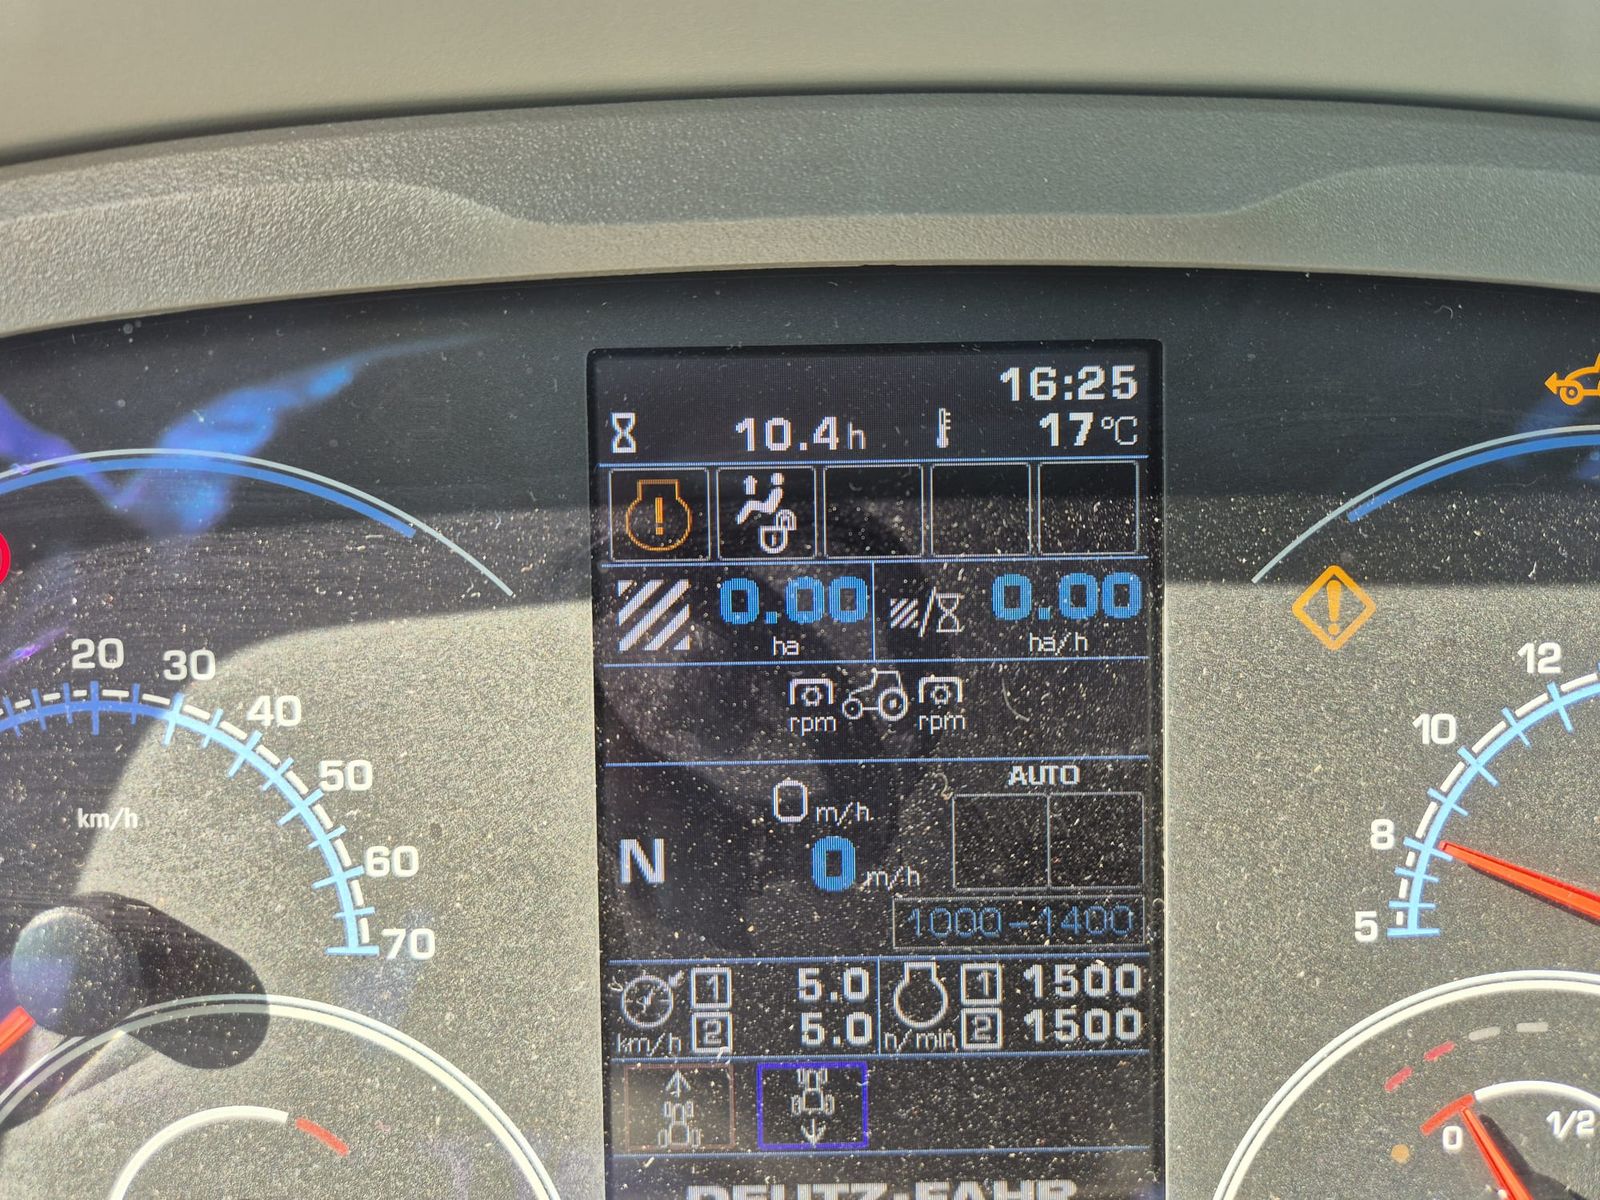 16:25
10.4h 17°C
0.00 0.00
ha ha/h
rpm rpm
AUTO
0 m/h
N 0 m/h
1000-1400
1 5.0 1 1500
km/h 2 5.0 n/min 2 1500
DEUTZ-FAHR
20 30 40 50 60 70
km/h
12
10
8
5
0 1/2